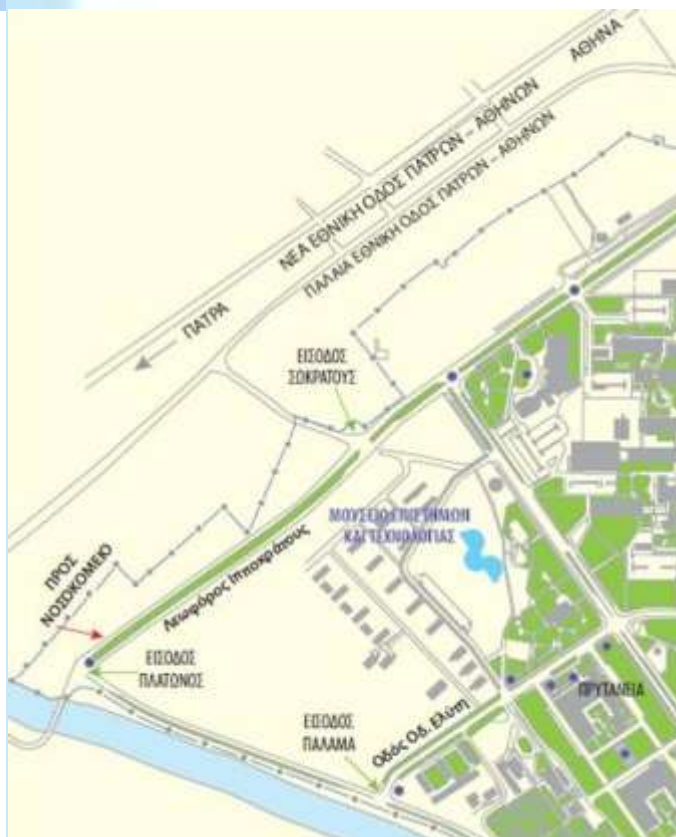 ΑΘΗΝΑ
ΝΕΑ ΕΘΝΙΚΗ ΟΔΟΣ ΠΑΤΡΩΝ – ΑΘΗΝΩΝ
ΠΑΛΑΙΑ ΕΘΝΙΚΗ ΟΔΟΣ ΠΑΤΡΩΝ – ΑΘΗΝΩΝ
ΠΑΤΡΑ
ΕΙΣΟΔΟΣ
ΣΩΚΡΑΤΟΥΣ
ΜΟΥΣΕΙΟ ΕΠΙΣΤΗΜΩΝ
ΚΑΙ ΤΕΧΝΟΛΟΓΙΑΣ
Λεωφόρος Ιπποκράτους
ΠΡΟΣ
ΝΟΣΟΚΟΜΕΙΟ
ΕΙΣΟΔΟΣ
ΠΛΑΤΩΝΟΣ
ΠΡΥΤΑΝΕΙΑ
ΕΙΣΟΔΟΣ
ΠΑΛΑΜΑ
Οδός Οδ. Ελύτη